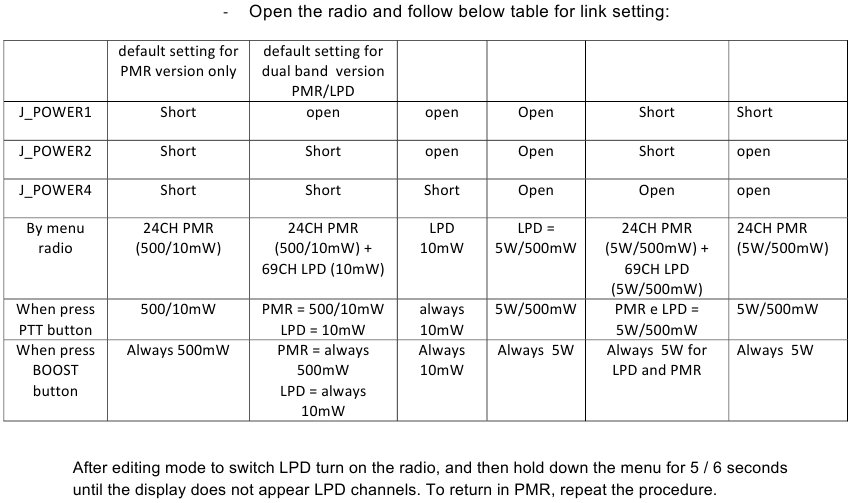 - Open the radio and follow below table for link setting:
default setting for PMR version only | default setting for dual band version PMR/LPD
J_POWER1 | Short | open | open | Open | Short | Short
J_POWER2 | Short | Short | open | Open | Short | open
J_POWER4 | Short | Short | Short | Open | Open | open
By menu radio | 24CH PMR (500/10mW) | 24CH PMR (500/10mW) + 69CH LPD (10mW) | LPD 10mW | LPD = 5W/500mW | 24CH PMR (5W/500mW) + 69CH LPD (5W/500mW) | 24CH PMR (5W/500mW)
When press PTT button | 500/10mW | PMR = 500/10mW LPD = 10mW | always 10mW | 5W/500mW | PMR e LPD = 5W/500mW | 5W/500mW
When press BOOST button | Always 500mW | PMR = always 500mW LPD = always 10mW | Always 10mW | Always 5W | Always 5W for LPD and PMR | Always 5W
After editing mode to switch LPD turn on the radio, and then hold down the menu for 5 / 6 seconds
until the display does not appear LPD channels. To return in PMR, repeat the procedure.